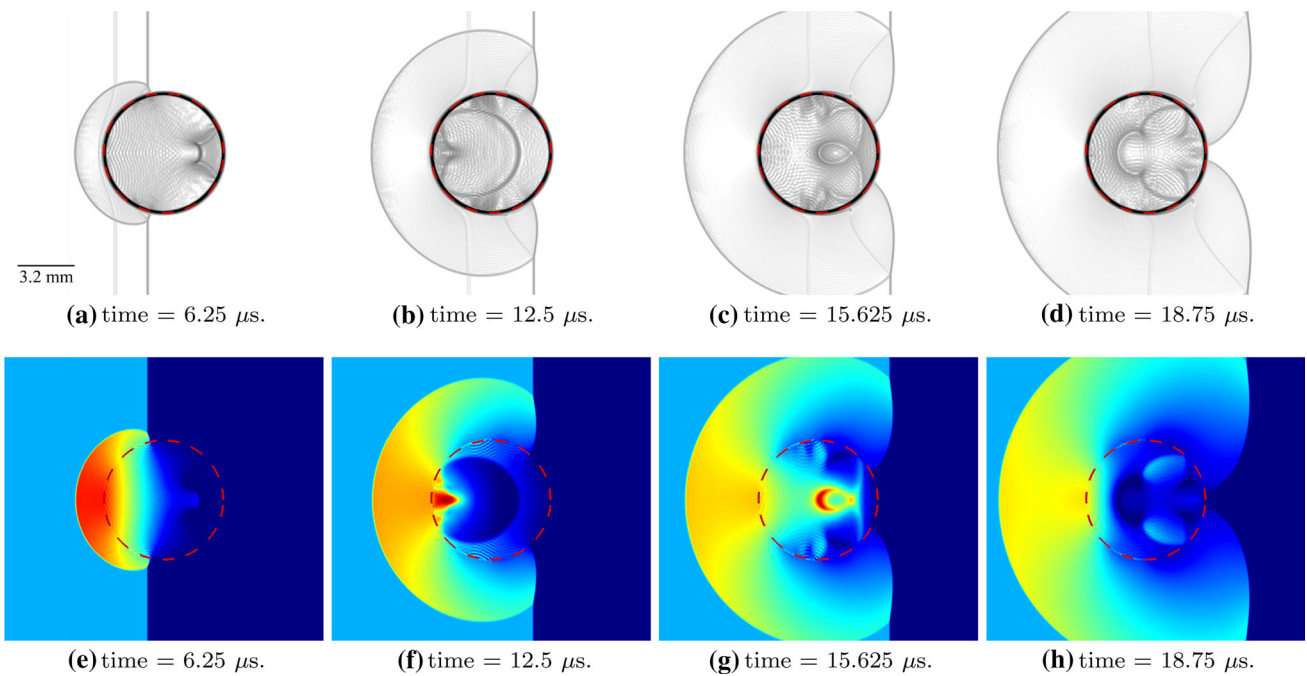 3.2 mm
(a) time = 6.25 μs.
(b) time = 12.5 μs.
(c) time = 15.625 μs.
(d) time = 18.75 μs.
(e) time = 6.25 μs.
(f) time = 12.5 μs.
(g) time = 15.625 μs.
(h) time = 18.75 μs.